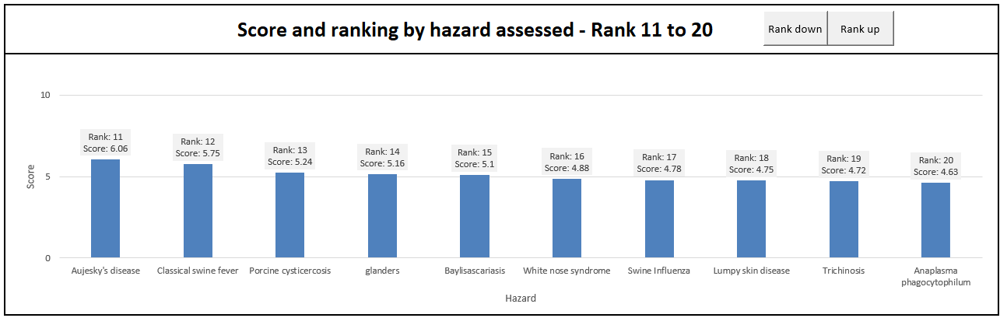 Score and ranking by hazard assessed - Rank 11 to 20
Rank down
Rank up
10
5
0
Score
Rank: 11
Score: 6.06
Rank: 12
Score: 5.75
Rank: 13
Score: 5.24
Rank: 14
Score: 5.16
Rank: 15
Score: 5.1
Rank: 16
Score: 4.88
Rank: 17
Score: 4.78
Rank: 18
Score: 4.75
Rank: 19
Score: 4.72
Rank: 20
Score: 4.63
Aujesky's disease
Classical swine fever
Porcine cysticercosis
glanders
Baylisascariasis
White nose syndrome
Swine Influenza
Lumpy skin disease
Trichinosis
Anaplasma
phagocytophilum
Hazard